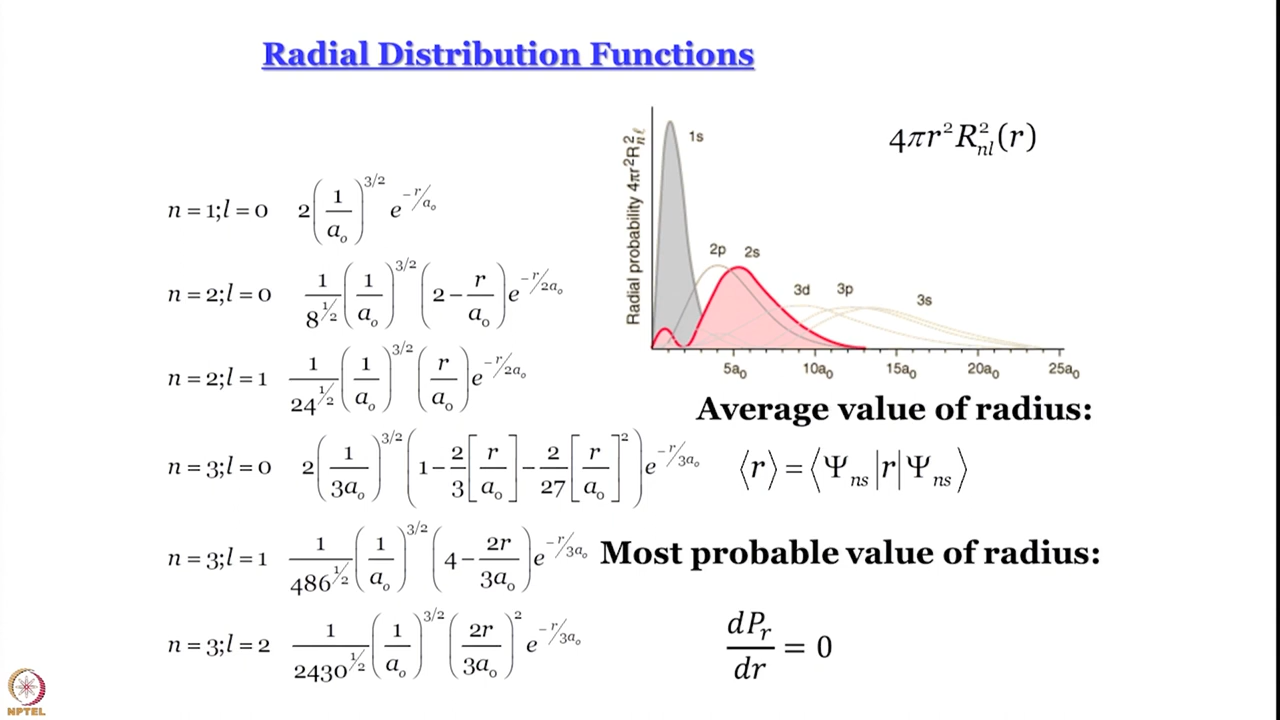 Radial Distribution Functions
n = 1; l = 0   2(1/a₀)^{3/2} e^{-r/a₀}
n = 2; l = 0   1/8^{1/2} (1/a₀)^{3/2} (2 − r/a₀) e^{-r/2a₀}
n = 2; l = 1   1/24^{1/2} (1/a₀)^{3/2} (r/a₀) e^{-r/2a₀}
n = 3; l = 0   2(1/3a₀)^{3/2} (1 − 2/3 [r/a₀] − 2/27 [r/a₀]^2) e^{-r/3a₀}
n = 3; l = 1   1/486^{1/2} (1/a₀)^{3/2} (4 − 2r/3a₀) e^{-r/3a₀}
n = 3; l = 2   1/2430^{1/2} (1/a₀)^{3/2} (2r/3a₀)^2 e^{-r/3a₀}
Radial probability 4πr²R²nℓ
1s
2p 2s
3d 3p 3s
5a₀ 10a₀ 15a₀ 20a₀ 25a₀
4πr²R²nl(r)
Average value of radius:
⟨r⟩ = ⟨Ψns|r|Ψns⟩
Most probable value of radius:
dPr/dr = 0
NPTEL